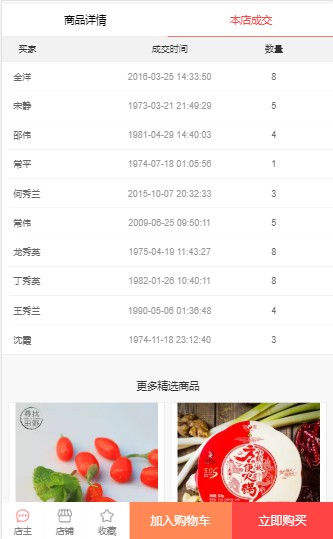 商品详情 本店成交
买家 成交时间 数量
金洋 2016-03-25 14:33:50 8
宋静 1973-03-21 21:49:29 5
邵伟 1981-04-29 14:40:03 4
常平 1974-07-18 01:05:56 1
何秀兰 2015-10-07 20:32:33 3
常伟 2009-06-25 09:50:11 5
龙秀英 1975-04-19 11:43:27 8
丁秀英 1982-01-26 10:40:11 8
王秀兰 1990-05-06 01:36:48 4
沈霞 1974-11-18 23:12:40 3
更多精选商品
寻找
方便火锅
店主 店铺 收藏 加入购物车 立即购买